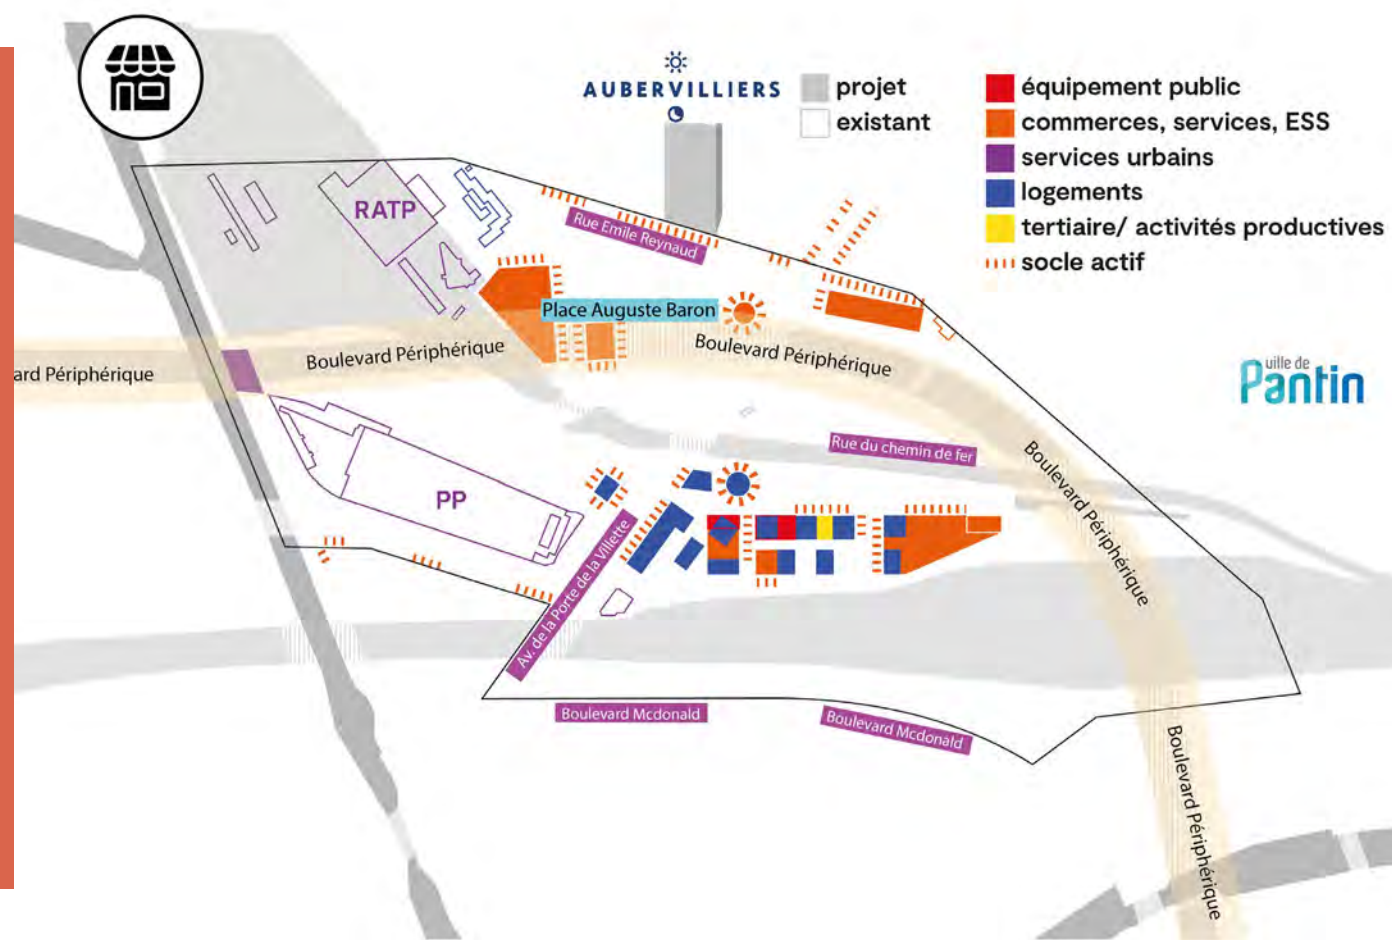 AUBERVILLIERS
projet
existant
équipement public
commerces, services, ESS
services urbains
logements
tertiaire/ activités productives
socle actif
RATP
Rue Emile Reynaud
Place Auguste Baron
Boulevard Périphérique
Boulevard Périphérique
ard Périphérique
ville de
Pantin
Rue du chemin de fer
Boulevard Périphérique
PP
Av. de la Porte de la Villette
Boulevard Mcdonald
Boulevard Mcdonald
Boulevard Périphérique